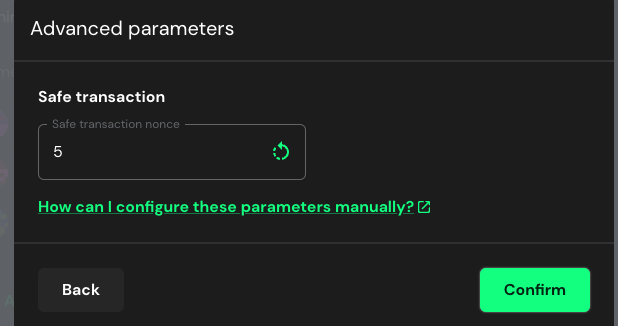 Advanced parameters
Safe transaction
Safe transaction nonce
5
How can I configure these parameters manually?
Back
Confirm